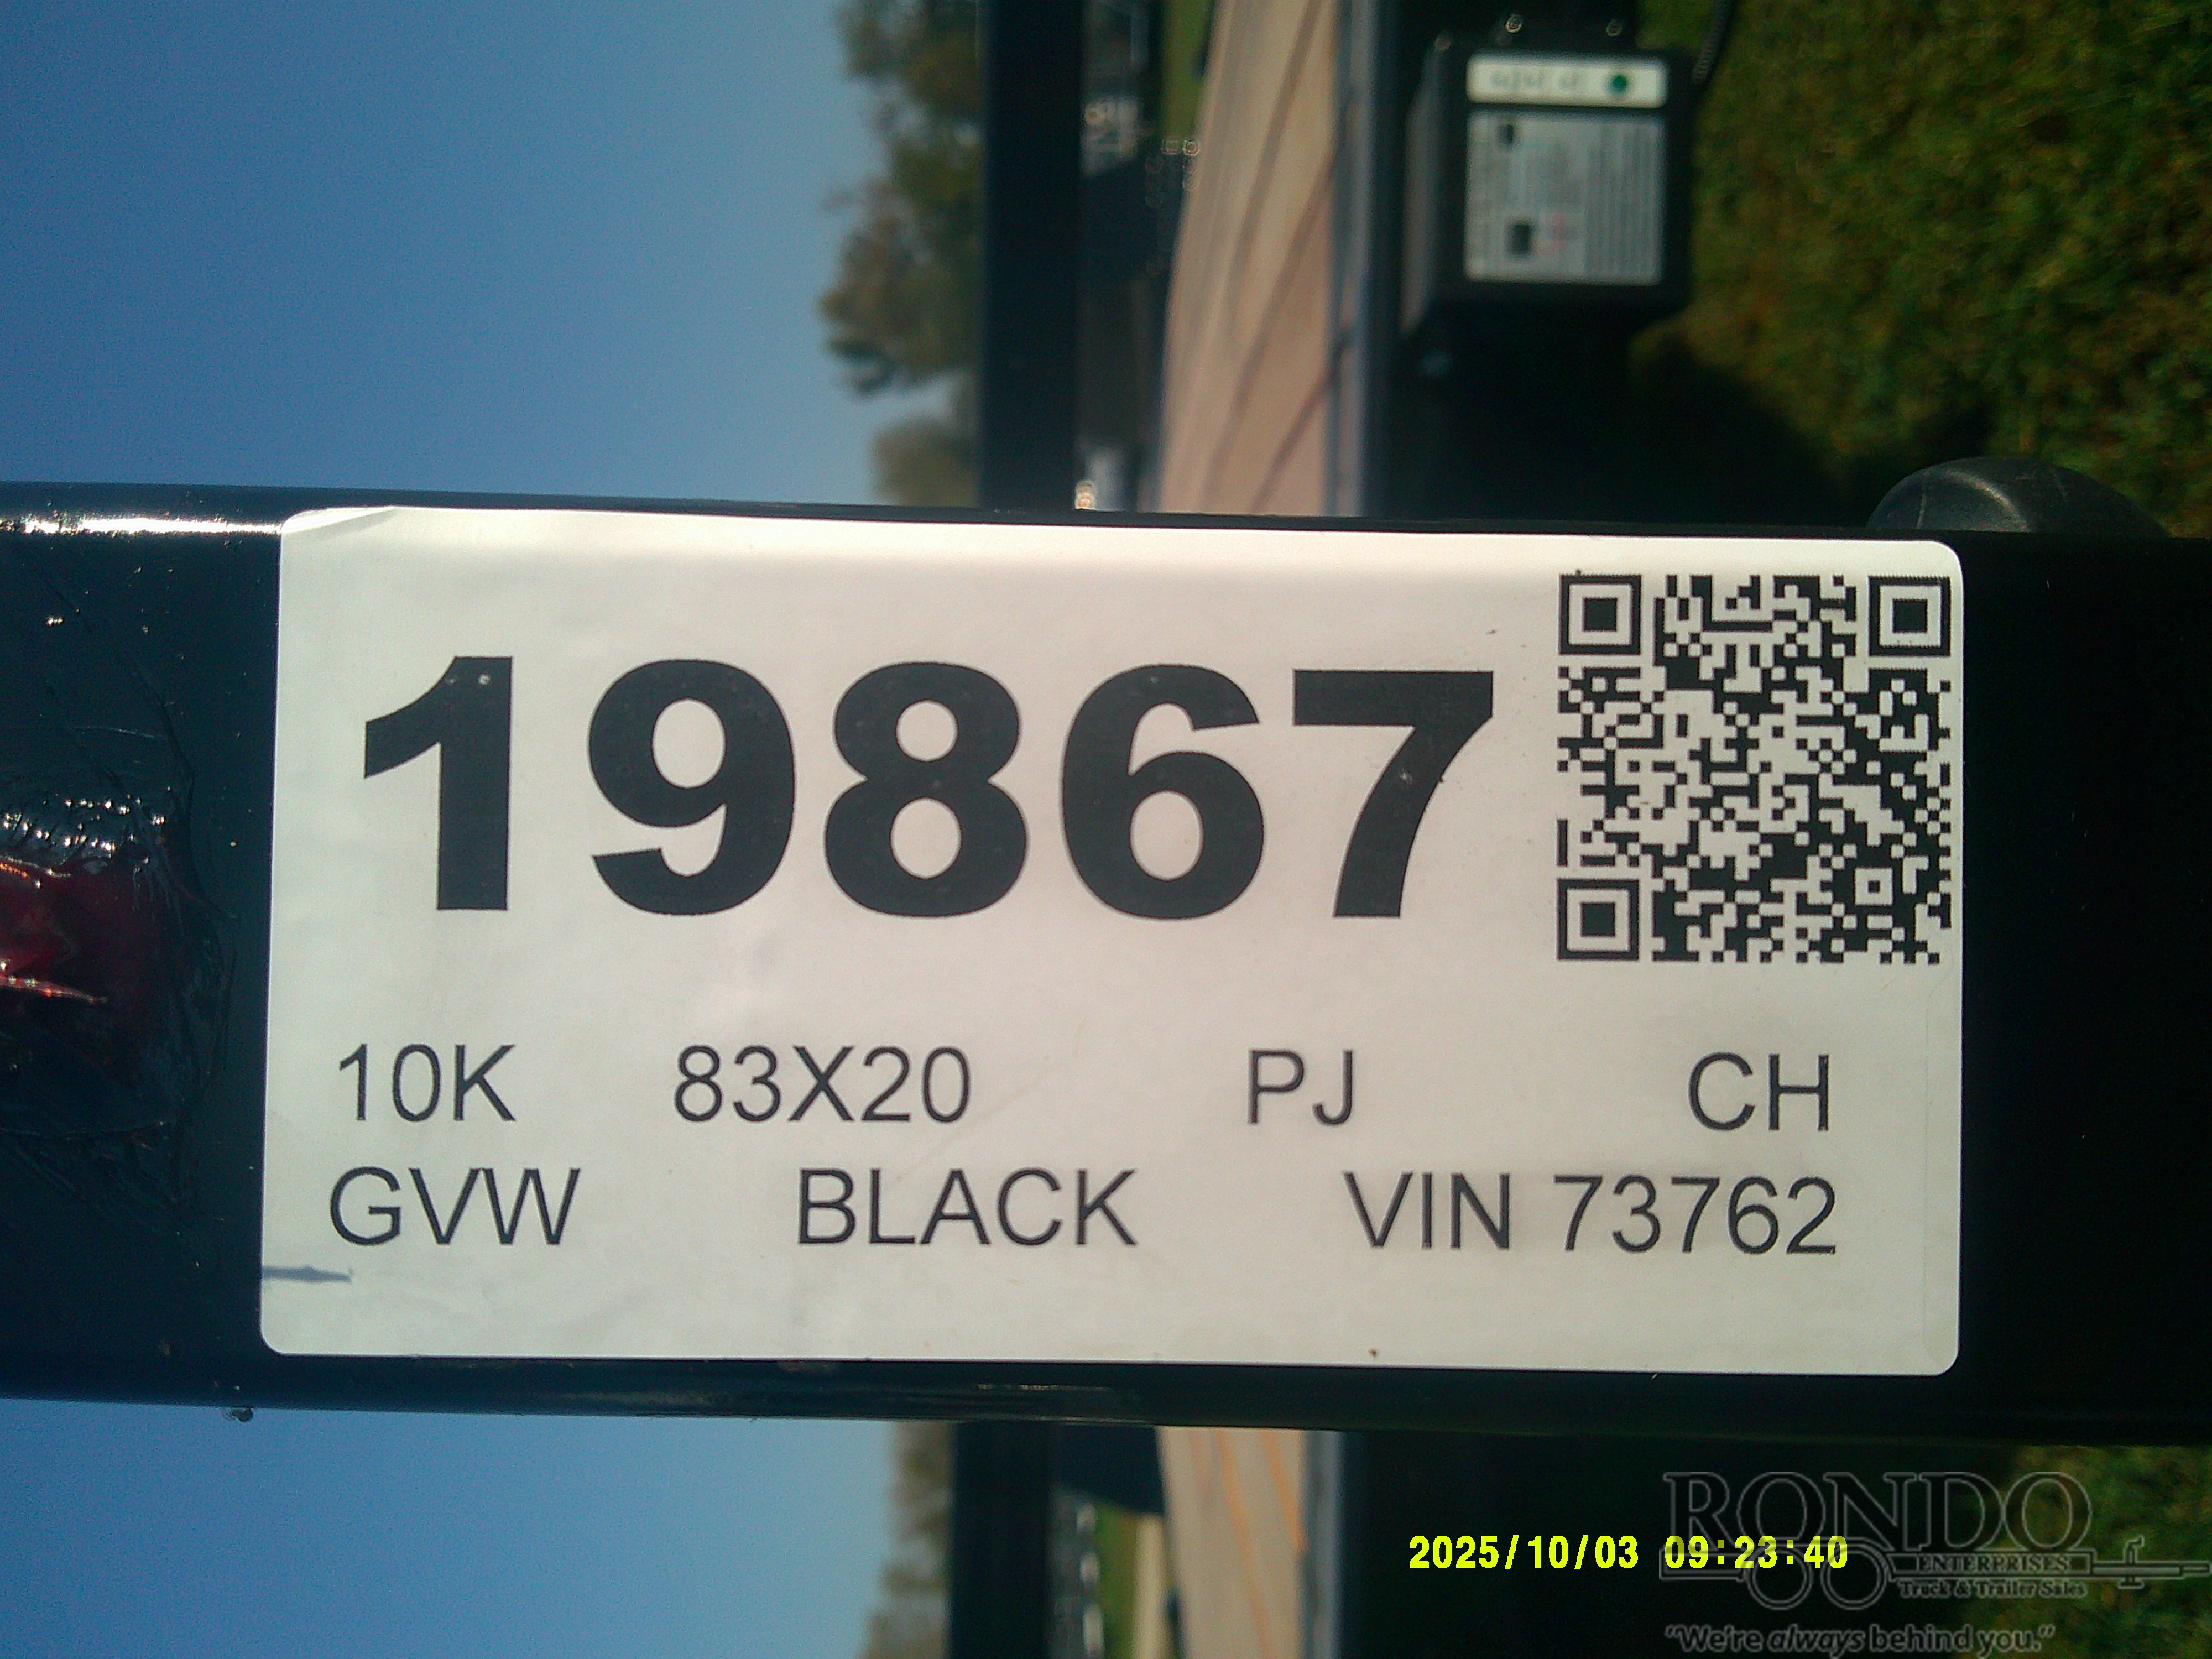 19867
10K 83X20 PJ CH
GVW BLACK VIN 73762
2025/10/03 09:23:40
RONDO
ENTERPRISES
Truck & Trailer Sales
"We're always behind you."